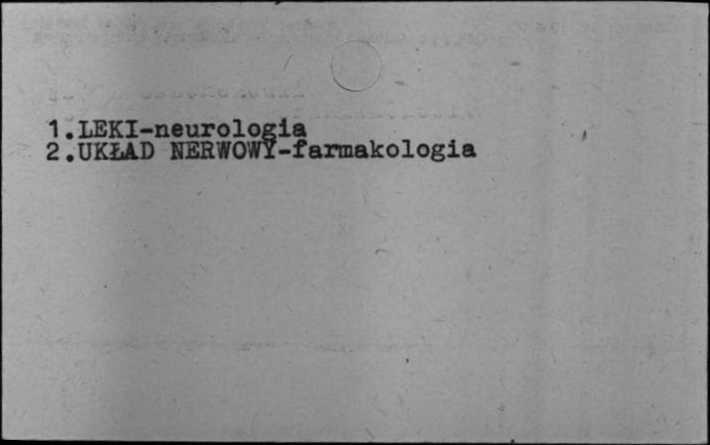 1.LEKI-neurologia
2.UKŁAD NERWOWY-farmakologia